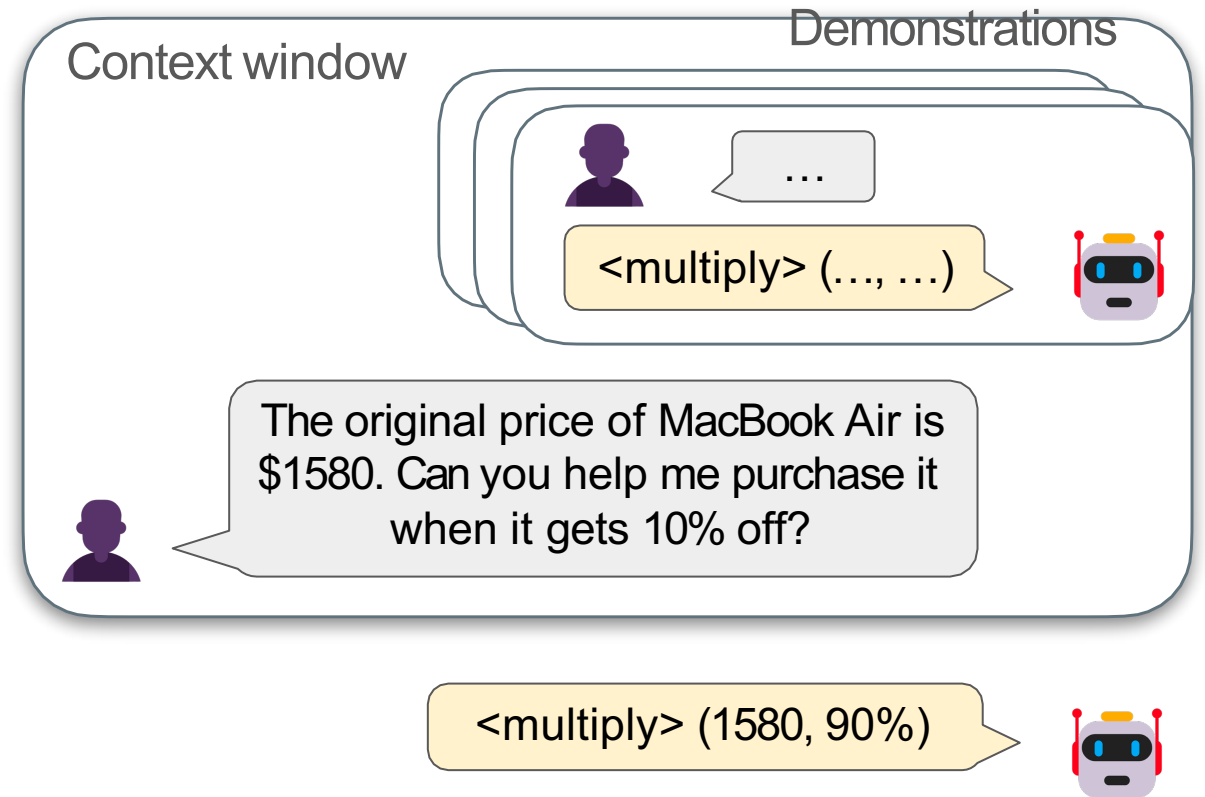 Demonstrations
Context window
…
<multiply> (…, …)
The original price of MacBook Air is
$1580. Can you help me purchase it
when it gets 10% off?
<multiply> (1580, 90%)